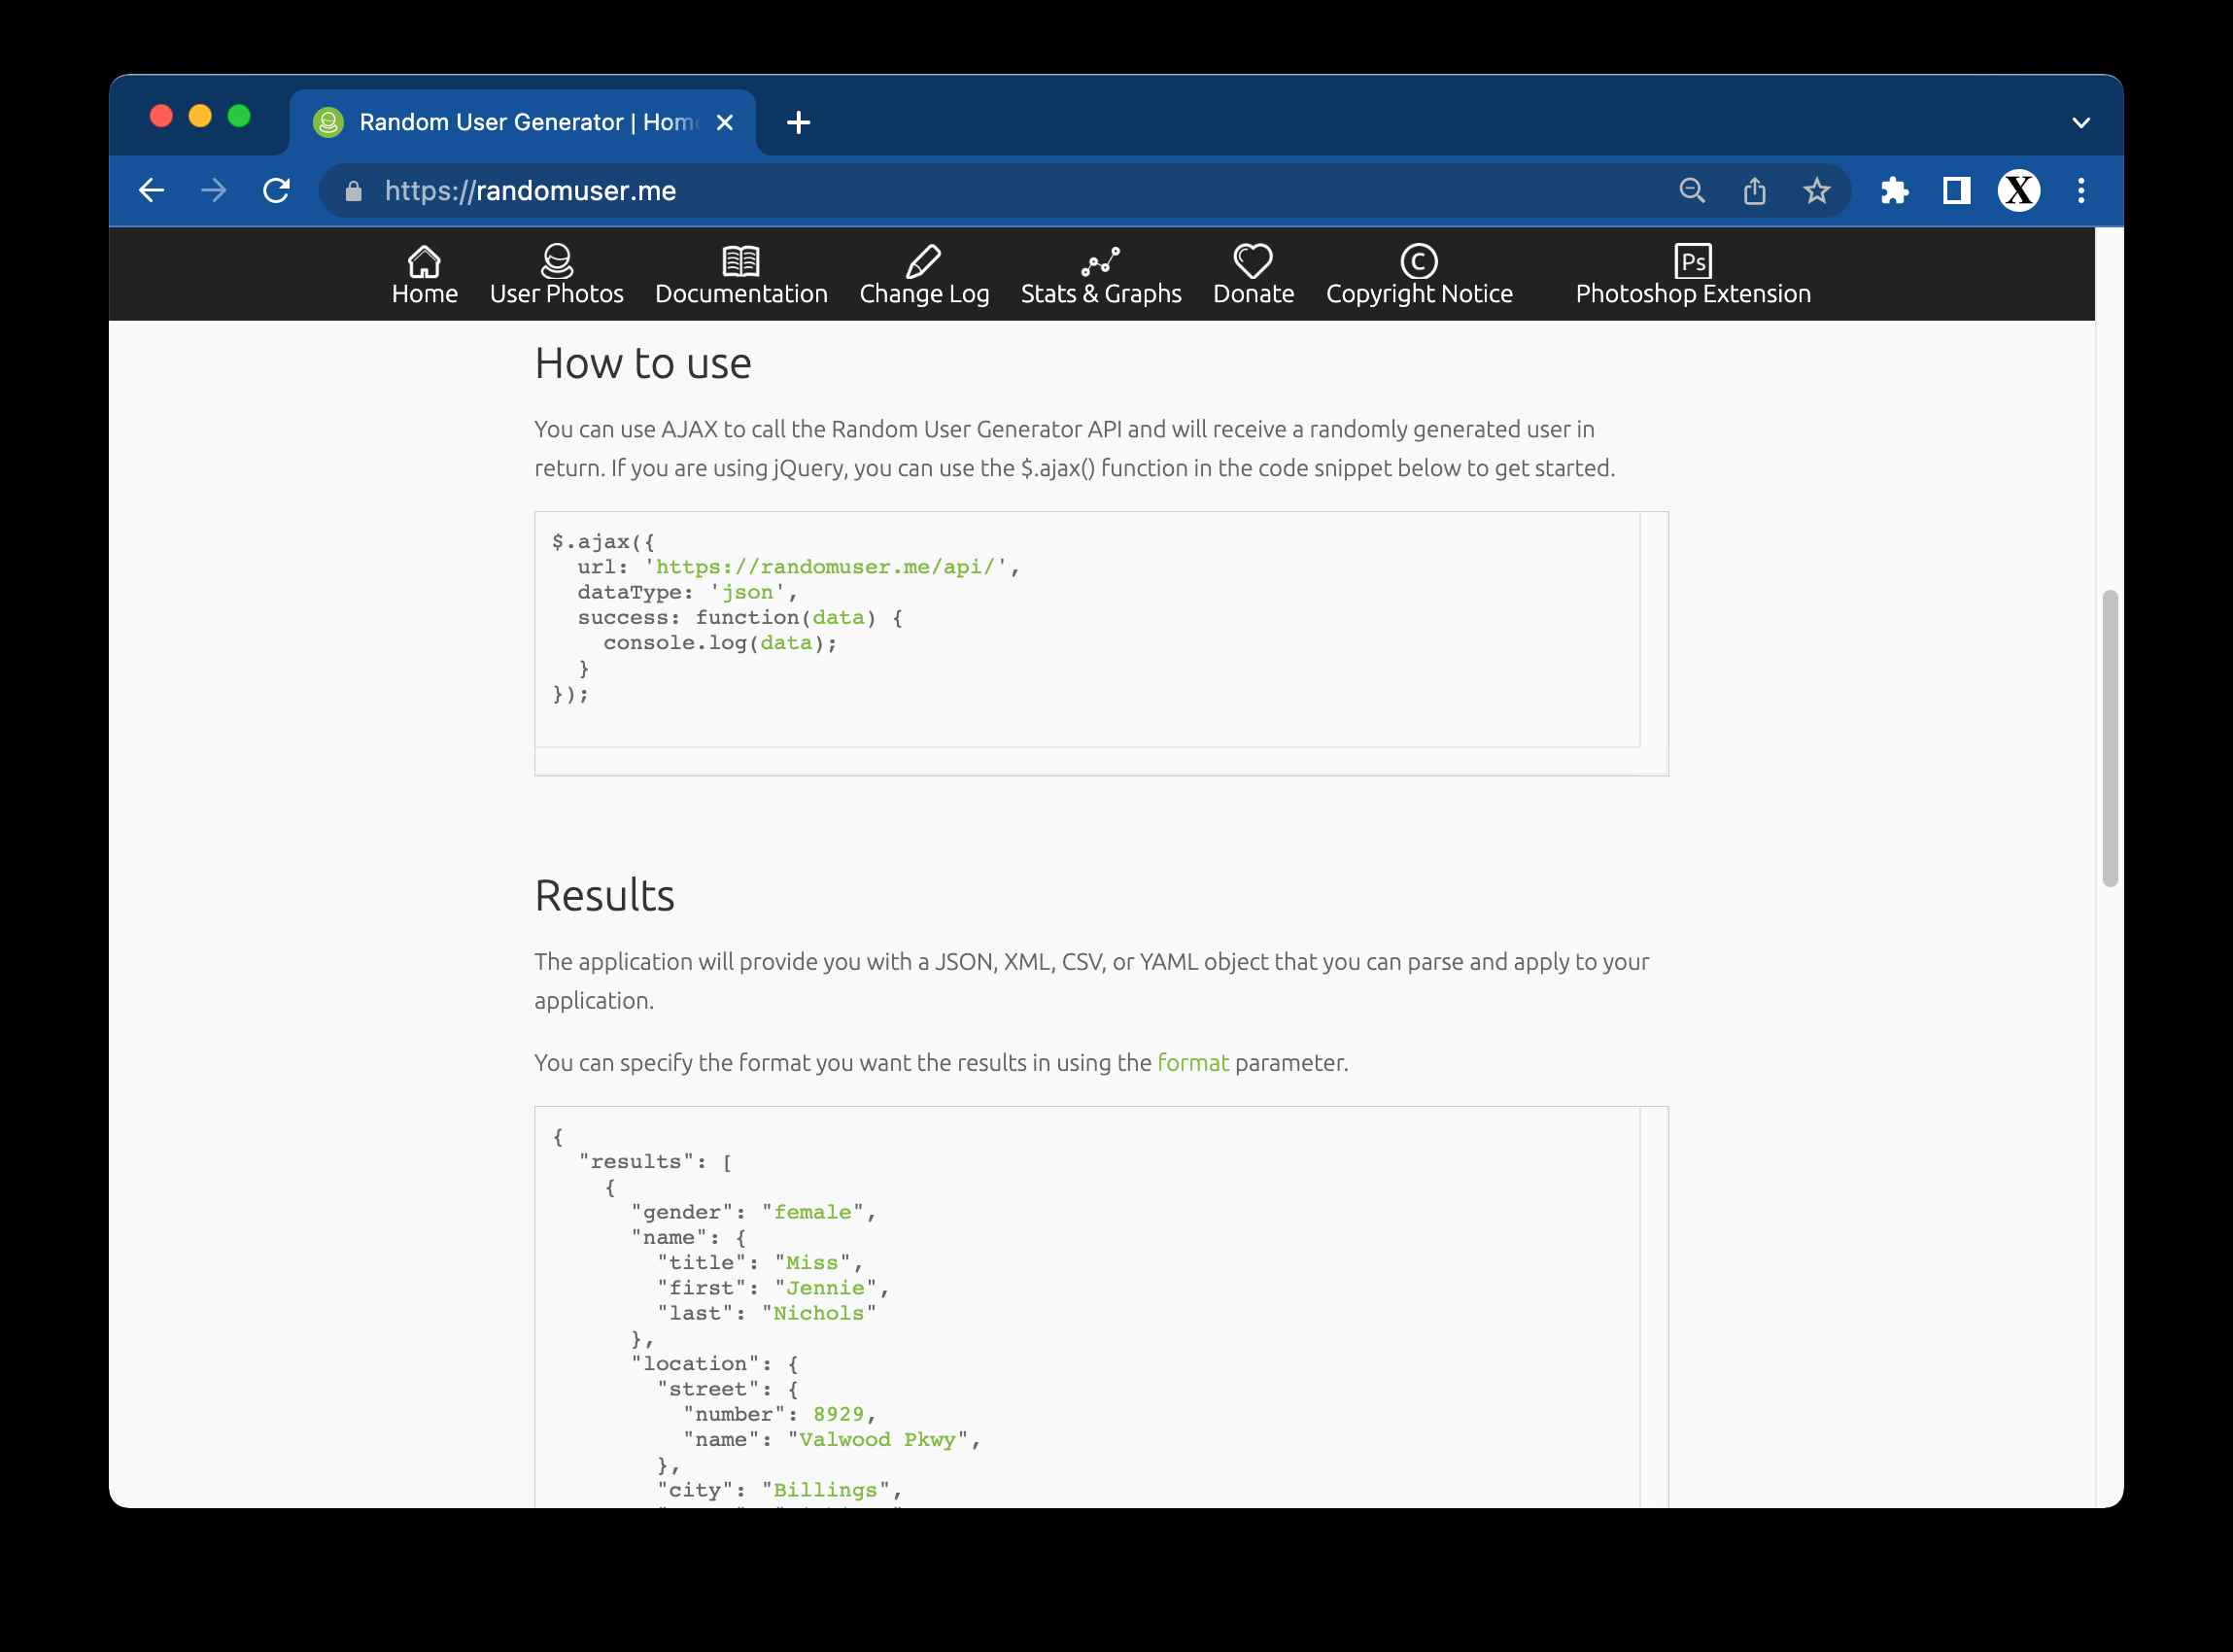 Random User Generator | Hom
https://randomuser.me
X
Ps
Home User Photos Documentation Change Log Stats & Graphs Donate Copyright Notice Photoshop Extension
How to use
You can use AJAX to call the Random User Generator API and will receive a randomly generated user in
return. If you are using jQuery, you can use the $.ajax() function in the code snippet below to get started.
$.ajax({
  url: 'https://randomuser.me/api/',
  dataType: 'json',
  success: function(data) {
    console.log(data);
  }
});
Results
The application will provide you with a JSON, XML, CSV, or YAML object that you can parse and apply to your
application.
You can specify the format you want the results in using the format parameter.
{
  "results": [
    {
      "gender": "female",
      "name": {
        "title": "Miss",
        "first": "Jennie",
        "last": "Nichols"
      },
      "location": {
        "street": {
          "number": 8929,
          "name": "Valwood Pkwy",
        },
        "city": "Billings",